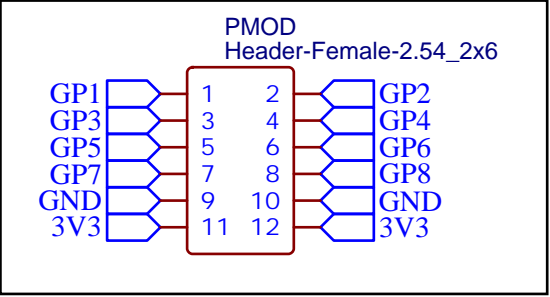 PMOD
Header-Female-2.54_2x6
GP1 1 2 GP2
GP3 3 4 GP4
GP5 5 6 GP6
GP7 7 8 GP8
GND 9 10 GND
3V3 11 12 3V3